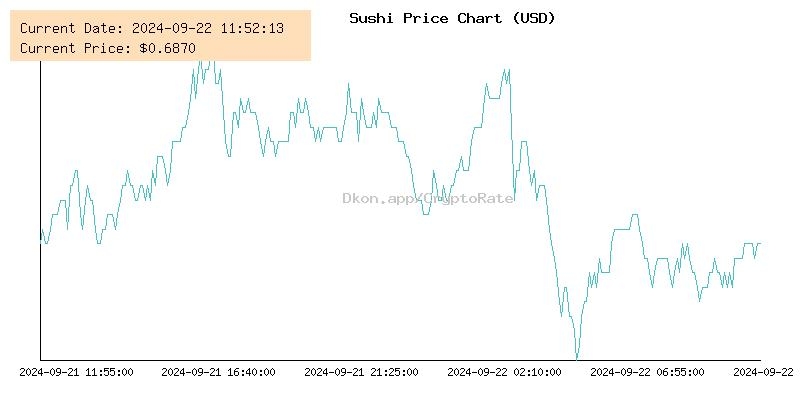 Sushi Price Chart (USD)
Current Date: 2024-09-22 11:52:13
Current Price: $0.6870
Dkon.app/CryptoRate
2024-09-21 11:55:00 2024-09-21 16:40:00 2024-09-21 21:25:00 2024-09-22 02:10:00 2024-09-22 06:55:00 2024-09-22